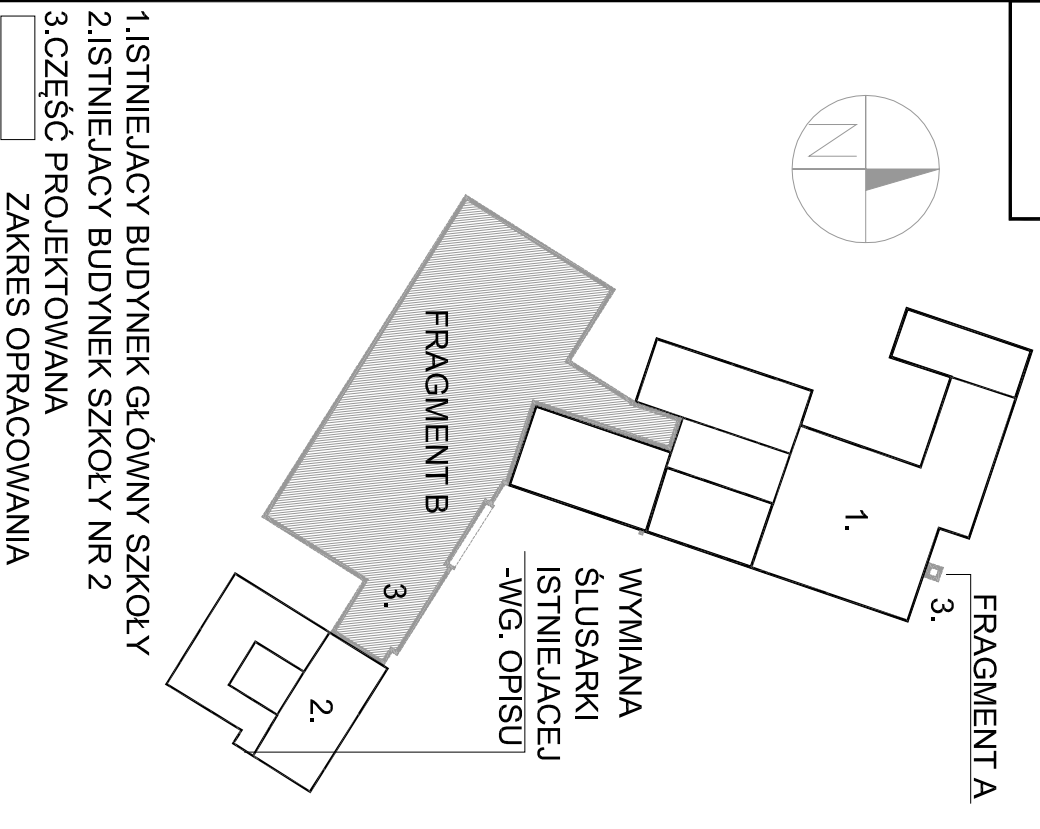 FRAGMENT A
3.
1.
WYMIANA
ŚLUSARKI
ISTNIEJACEJ
-WG. OPISU
FRAGMENT B
3.
2.
N
1.ISTNIEJACY BUDYNEK GŁÓWNY SZKOŁY
2.ISTNIEJACY BUDYNEK SZKOŁY NR 2
3.CZĘŚĆ PROJEKTOWANA
ZAKRES OPRACOWANIA